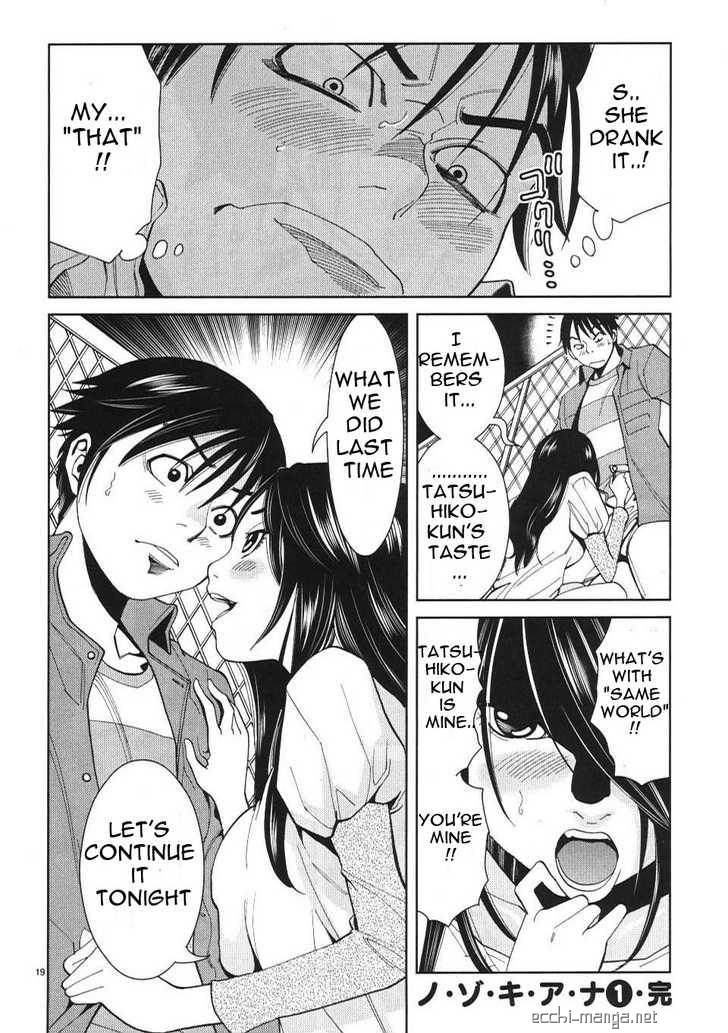 S..
SHE
DRANK
IT..!
MY...
"THAT"
!!
I
REMEM-
BERS
IT...
...........
TATSU-
HIKO-
KUN'S
TASTE
...
WHAT
WE
DID
LAST
TIME
LET'S
CONTINUE
IT
TONIGHT
WHAT'S
WITH
"SAME
WORLD"
!!
TATSU-
HIKO-
KUN
IS
MINE..
YOU'RE
MINE
!!
19
ノ・ゾ・キ・ア・ナ❶・完
ecchi-manga.net